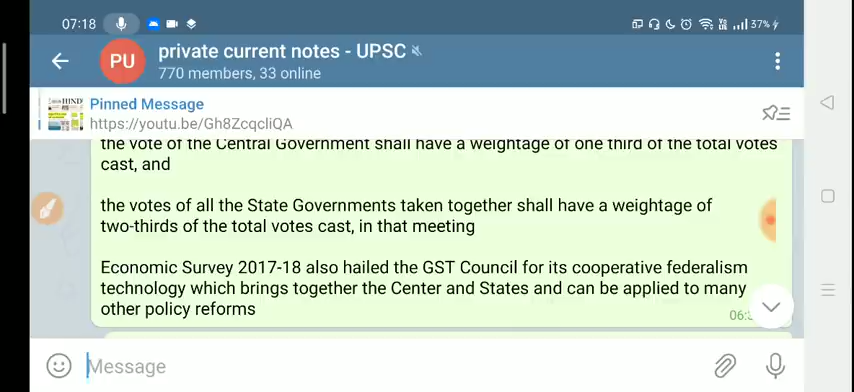 07:18 37%
PU private current notes - UPSC
770 members, 33 online
HIND
Pinned Message
https://youtu.be/Gh8ZcqcliQA
the vote of the Central Government shall have a weightage of one third of the total votes
cast, and
the votes of all the State Governments taken together shall have a weightage of
two-thirds of the total votes cast, in that meeting
Economic Survey 2017-18 also hailed the GST Council for its cooperative federalism
technology which brings together the Center and States and can be applied to many
other policy reforms
Message